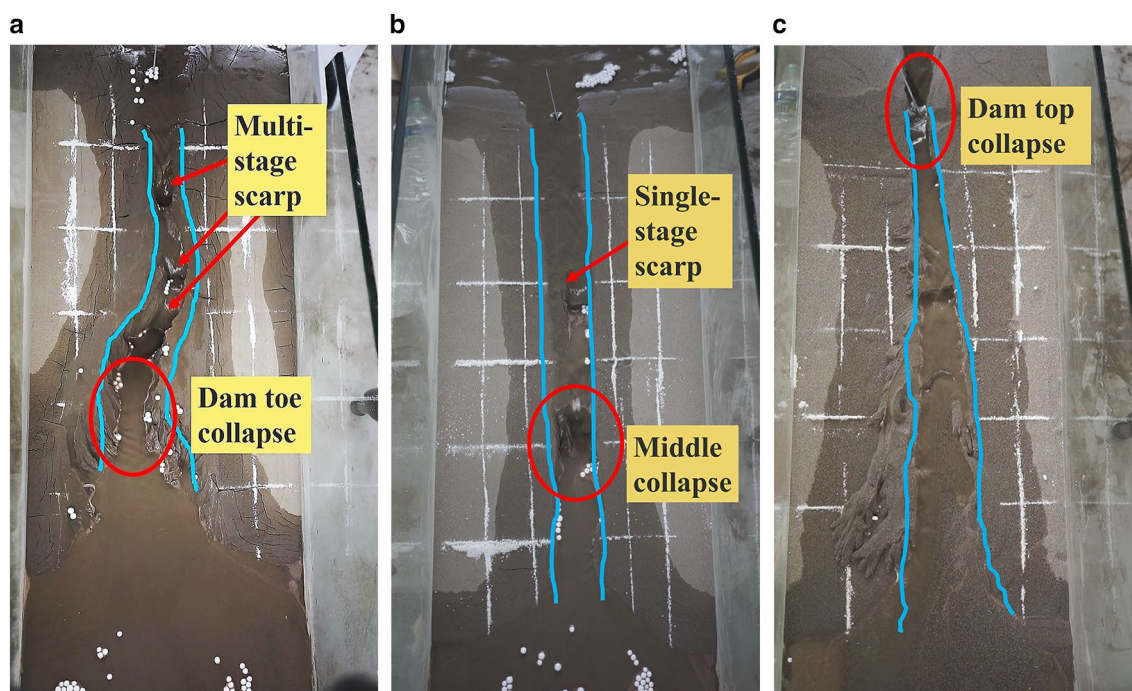 a
b
c
Multi-
stage
scarp
Dam toe
collapse
Single-
stage
scarp
Middle
collapse
Dam top
collapse